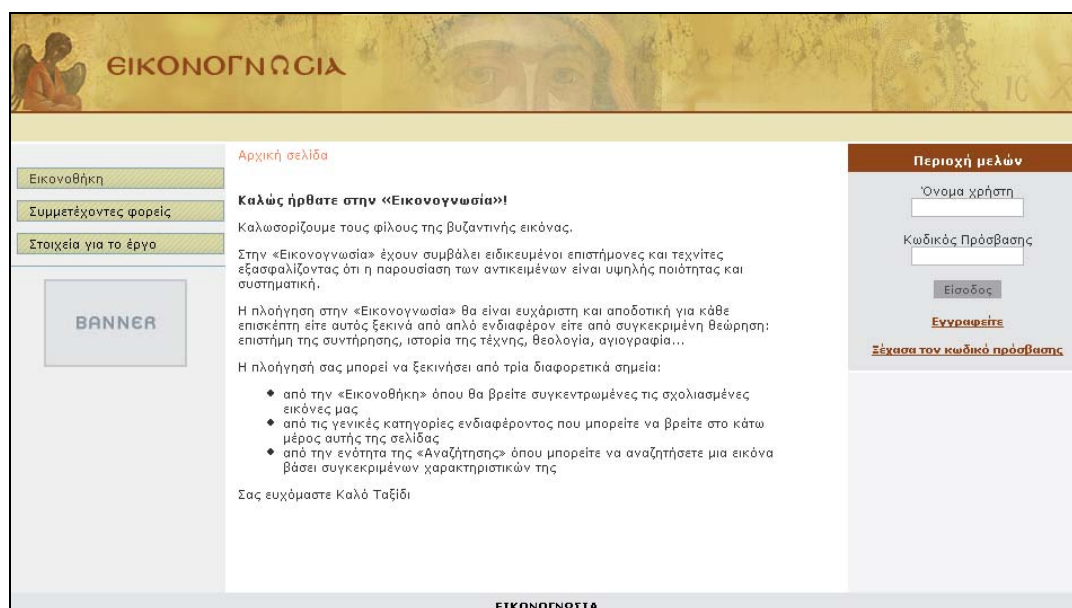 ΕΙΚΟΝΟΓΝΩCΙΑ
IC X
Αρχική σελίδα
Εικονοθήκη
Συμμετέχοντες φορείς
Στοιχεία για το έργο
BANNER
Καλώς ήρθατε στην «Εικονογνωσία»!
Καλωσορίζουμε τους φίλους της βυζαντινής εικόνας.
Στην «Εικονογνωσία» έχουν συμβάλει ειδικευμένοι επιστήμονες και τεχνίτες
εξασφαλίζοντας ότι η παρουσίαση των αντικειμένων είναι υψηλής ποιότητας και
συστηματική.
Η πλοήγηση στην «Εικονογνωσία» θα είναι ευχάριστη και αποδοτική για κάθε
επισκέπτη είτε αυτός ξεκινά από απλό ενδιαφέρον είτε από συγκεκριμένη θεώρηση:
επιστήμη της συντήρησης, ιστορία της τέχνης, θεολογία, αγιογραφία...
Η πλοήγησή σας μπορεί να ξεκινήσει από τρία διαφορετικά σημεία:
από την «Εικονοθήκη» όπου θα βρείτε συγκεντρωμένες τις σχολιασμένες
εικόνες μας
από τις γενικές κατηγορίες ενδιαφέροντος που μπορείτε να βρείτε στο κάτω
μέρος αυτής της σελίδας
από την ενότητα της «Αναζήτησης» όπου μπορείτε να αναζητήσετε μια εικόνα
βάσει συγκεκριμένων χαρακτηριστικών της
Σας ευχόμαστε Καλό Ταξίδι
Περιοχή μελών
Όνομα χρήστη
Κωδικός Πρόσβασης
Είσοδος
Εγγραφείτε
Ξέχασα τον κωδικό πρόσβασης
ΕΙΚΟΝΟΓΝΩΣΙΑ